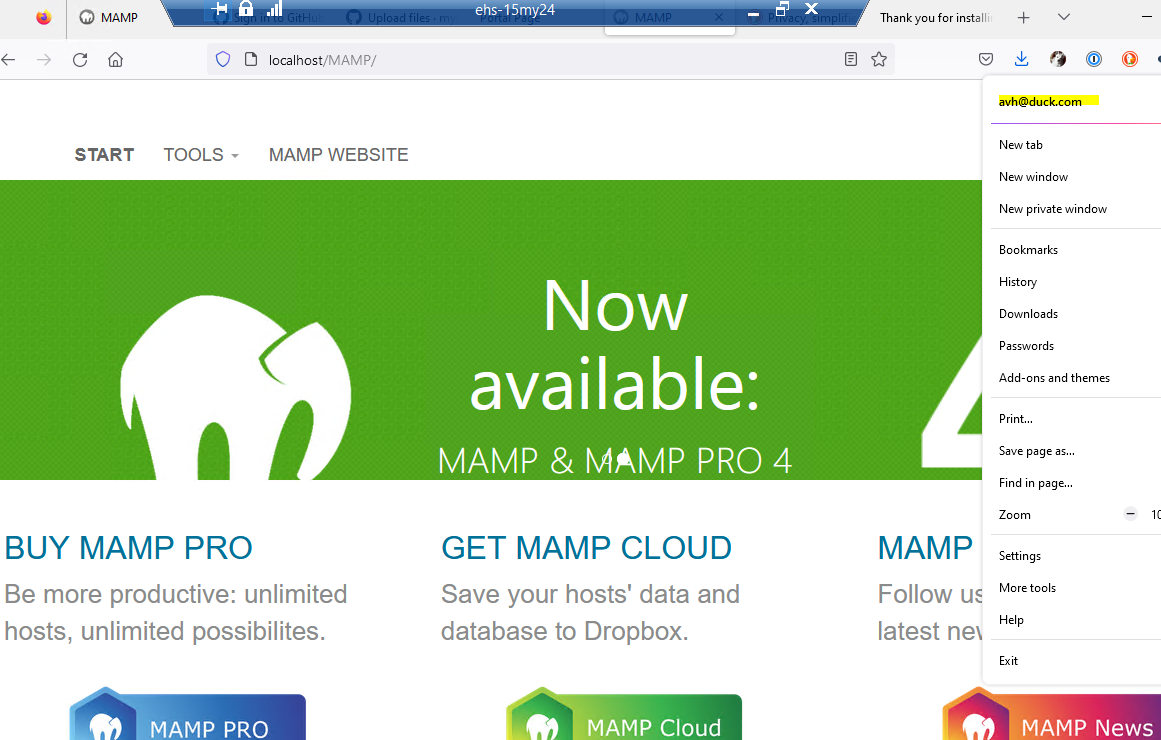 MAMP
Sign in to GitHub
Upload files - my
Portal Page
MAMP
Privacy, simplifi
Thank you for installi
ehs-15my24
localhost/MAMP/
avh@duck.com
New tab
New window
New private window
Bookmarks
History
Downloads
Passwords
Add-ons and themes
Print...
Save page as...
Find in page...
Zoom
10
Settings
More tools
Help
Exit
START TOOLS MAMP WEBSITE
Now
available:
MAMP & MAMP PRO 4
4
BUY MAMP PRO
Be more productive: unlimited
hosts, unlimited possibilites.
MAMP PRO
GET MAMP CLOUD
Save your hosts' data and
database to Dropbox.
MAMP Cloud
MAMP
Follow us
latest new
MAMP News